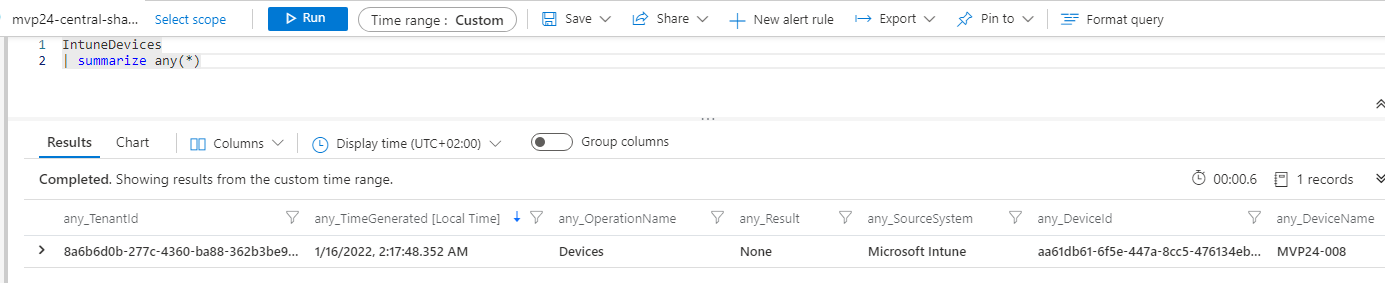 mvp24-central-sha... Select scope Run Time range : Custom Save Share New alert rule Export Pin to Format query
1 IntuneDevices
2 | summarize any(*)
...
Results Chart Columns Display time (UTC+02:00) Group columns
Completed. Showing results from the custom time range. 00:00.6 1 records
any_TenantId any_TimeGenerated [Local Time] any_OperationName any_Result any_SourceSystem any_DeviceId any_DeviceName
8a6b6d0b-277c-4360-ba88-362b3be9... 1/16/2022, 2:17:48.352 AM Devices None Microsoft Intune aa61db61-6f5e-447a-8cc5-476134eb... MVP24-008